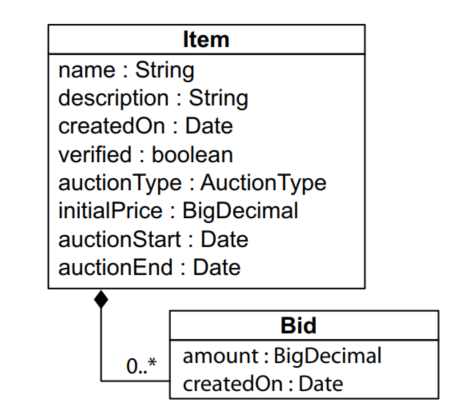 Item
name : String
description : String
createdOn : Date
verified : boolean
auctionType : AuctionType
initialPrice : BigDecimal
auctionStart : Date
auctionEnd : Date
0..*
Bid
amount : BigDecimal
createdOn : Date